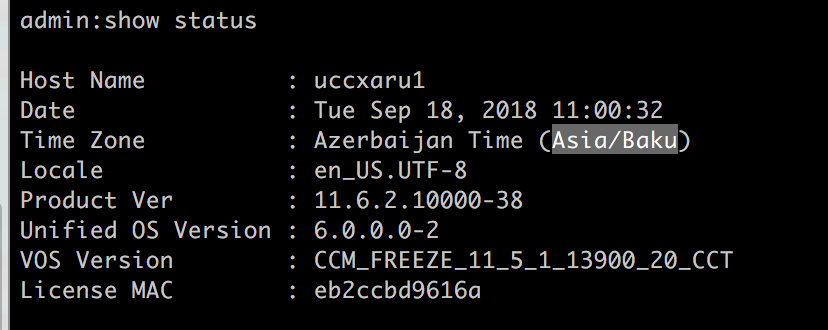 admin:show status
Host Name : uccxaru1
Date : Tue Sep 18, 2018 11:00:32
Time Zone : Azerbaijan Time (Asia/Baku)
Locale : en_US.UTF-8
Product Ver : 11.6.2.10000-38
Unified OS Version : 6.0.0.0-2
VOS Version : CCM_FREEZE_11_5_1_13900_20_CCT
License MAC : eb2ccbd9616a